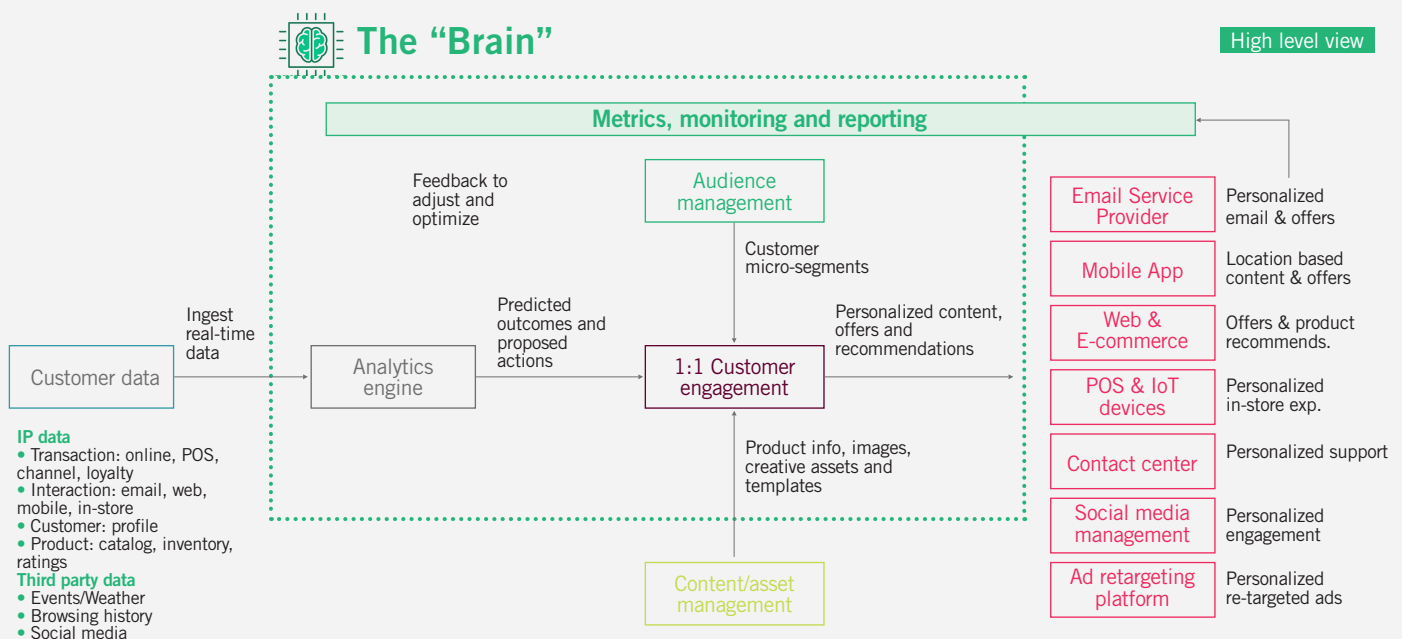 The “Brain”
High level view
Metrics, monitoring and reporting
Feedback to
adjust and
optimize
Audience
management
Customer
micro-segments
Ingest
real-time
data
Predicted
outcomes and
proposed
actions
Personalized content,
offers and
recommendations
Customer data
Analytics
engine
1:1 Customer
engagement
Product info, images,
creative assets and
templates
Content/asset
management
IP data
• Transaction: online, POS,
channel, loyalty
• Interaction: email, web,
mobile, in-store
• Customer: profile
• Product: catalog, inventory,
ratings
Third party data
• Events/Weather
• Browsing history
• Social media
Email Service
Provider
Personalized
email & offers
Mobile App
Location based
content & offers
Web &
E-commerce
Offers & product
recommends.
POS & IoT
devices
Personalized
in-store exp.
Contact center
Personalized support
Social media
management
Personalized
engagement
Ad retargeting
platform
Personalized
re-targeted ads